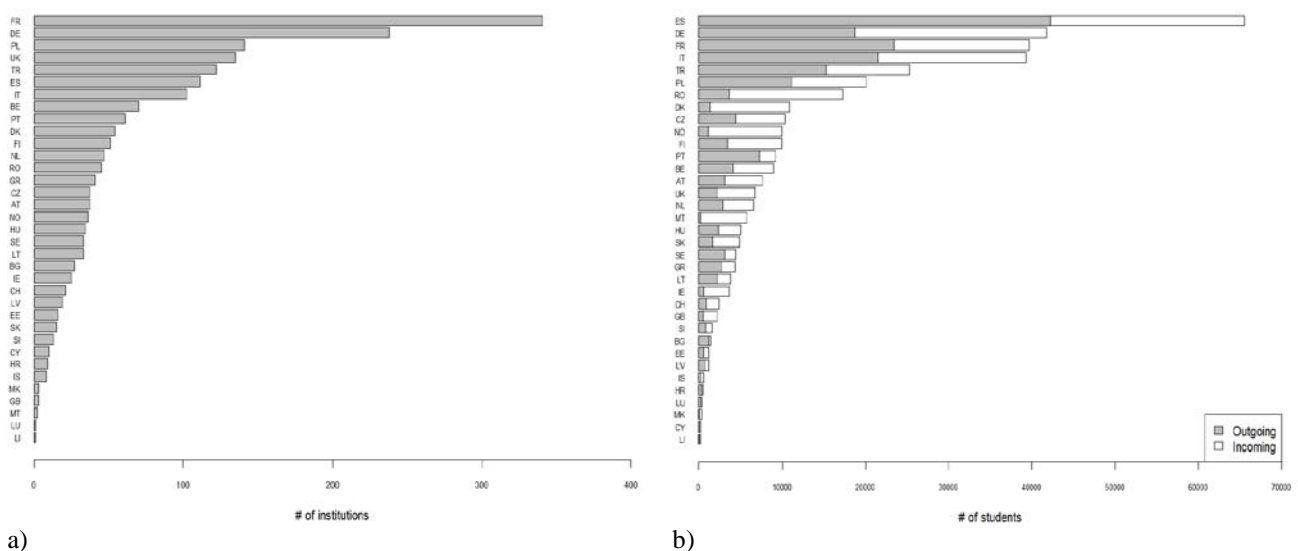 FR
DE
PL
UK
TR
ES
IT
BE
PT
DK
FI
NL
RO
GR
CZ
AT
NO
HU
SE
LT
BG
IE
CH
LV
EE
SK
SI
CY
HR
IS
MK
GB
MT
LU
LI
0 100 200 300 400
# of institutions
a)
ES
DE
FR
IT
TR
PL
RO
DK
CZ
NO
FI
PT
BE
AT
UK
NL
MT
HU
SK
SE
GR
LT
IE
CH
GB
SI
BG
EE
LV
IS
HR
LU
MK
CY
LI
Outgoing
Incoming
0 10000 20000 30000 40000 50000 60000 70000
# of students
b)